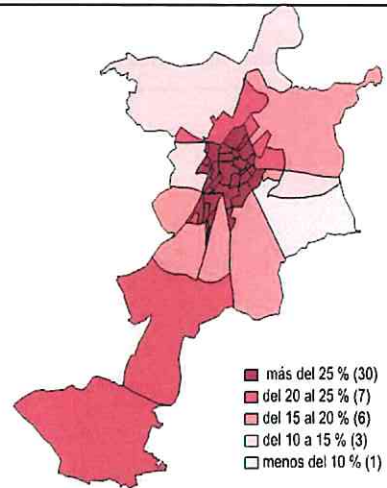 más del 25 % (30)
del 20 al 25 % (7)
del 15 al 20 % (6)
del 10 a 15 % (3)
menos del 10 % (1)